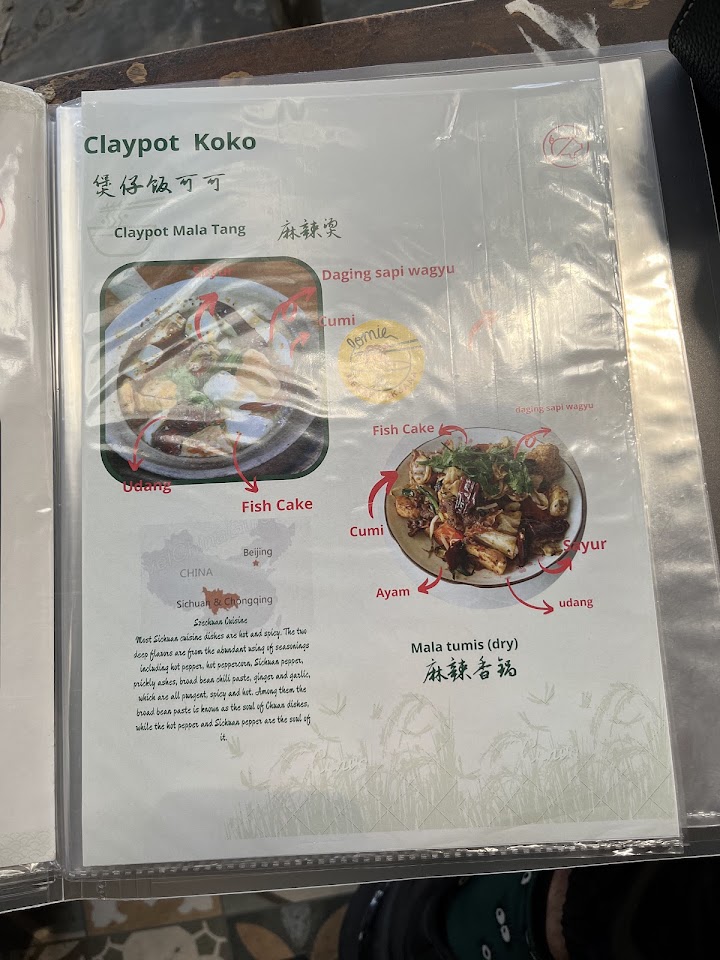 Claypot Koko
煲仔饭可可
Claypot Mala Tang
麻辣烫
Daging sapi wagyu
Cumi
Udang
Fish Cake
daging sapi wagyu
Fish Cake
Cumi
Ayam
Sayur
udang
Mala tumis (dry)
麻辣香锅
Beijing
CHINA
Sichuan & Chongqing
Szechuan Cuisine
Most Sichuan cuisine dishes are hot and spicy. The two
deep flavors are from the abundant using of seasonings
including hot pepper, hot peppercorn, Sichuan pepper,
prickly ashes, broad bean chili paste, ginger and garlic,
which are all pungent, spicy and hot. Among them the
broad bean paste is known as the soul of Chuan dishes,
while the hot pepper and Sichuan pepper are the soul of
it.